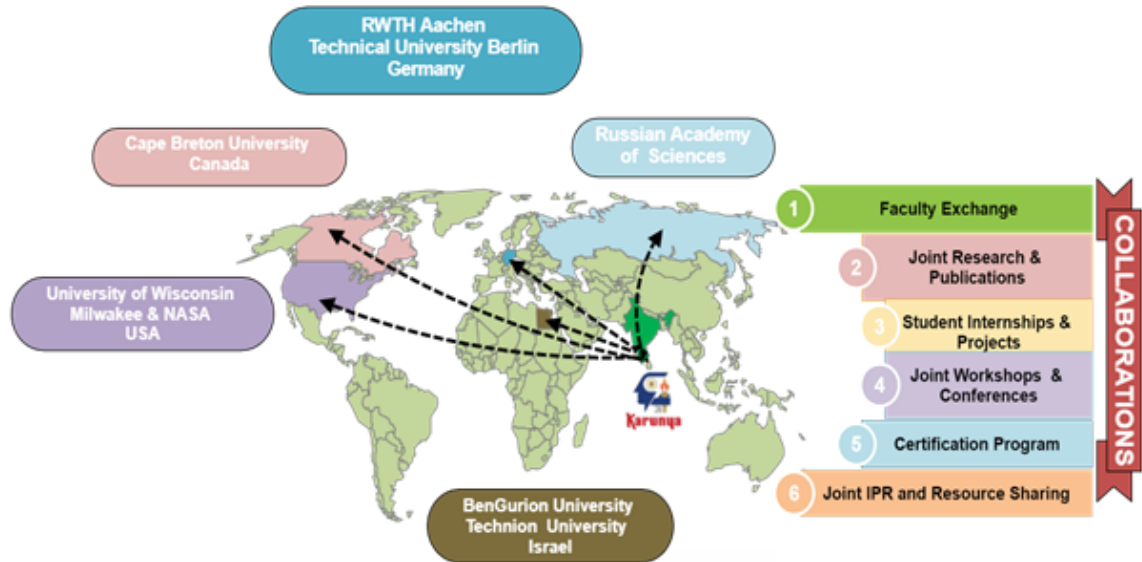 RWTH Aachen
Technical University Berlin
Germany
Cape Breton University
Canada
Russian Academy
of Sciences
University of Wisconsin
Milwakee & NASA
USA
Karunya
BenGurion University
Technion University
Israel
1 Faculty Exchange
2 Joint Research &
Publications
3 Student Internships &
Projects
4 Joint Workshops &
Conferences
5 Certification Program
6 Joint IPR and Resource Sharing
COLLABORATIONS